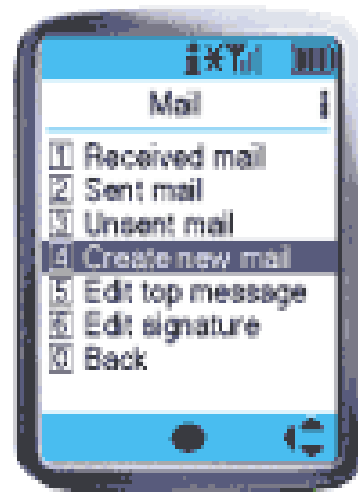 Mail
1 Received mail
2 Sent mail
3 Unsent mail
4 Create new mail
5 Edit top message
6 Edit signature
0 Back